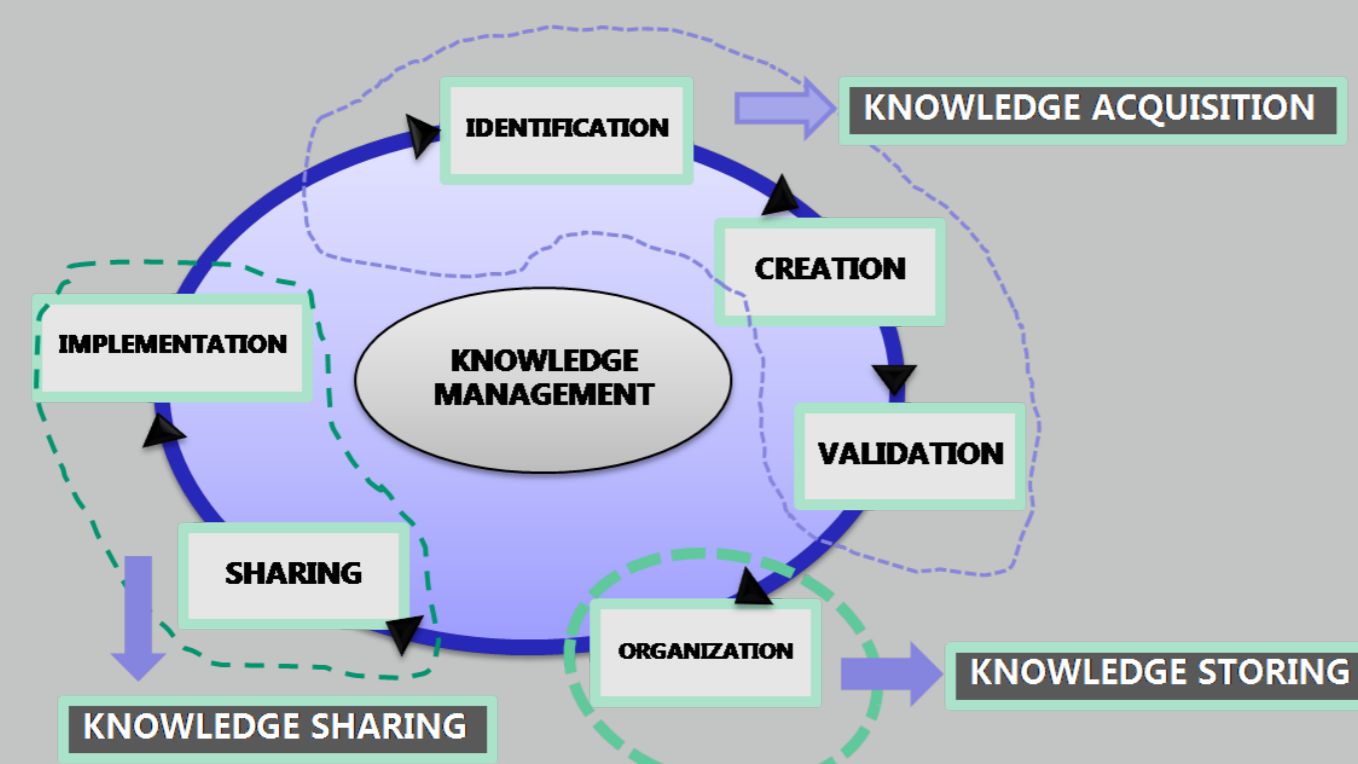 KNOWLEDGE ACQUISITION
IDENTIFICATION
CREATION
IMPLEMENTATION
KNOWLEDGE
MANAGEMENT
VALIDATION
SHARING
ORGANIZATION
KNOWLEDGE STORING
KNOWLEDGE SHARING